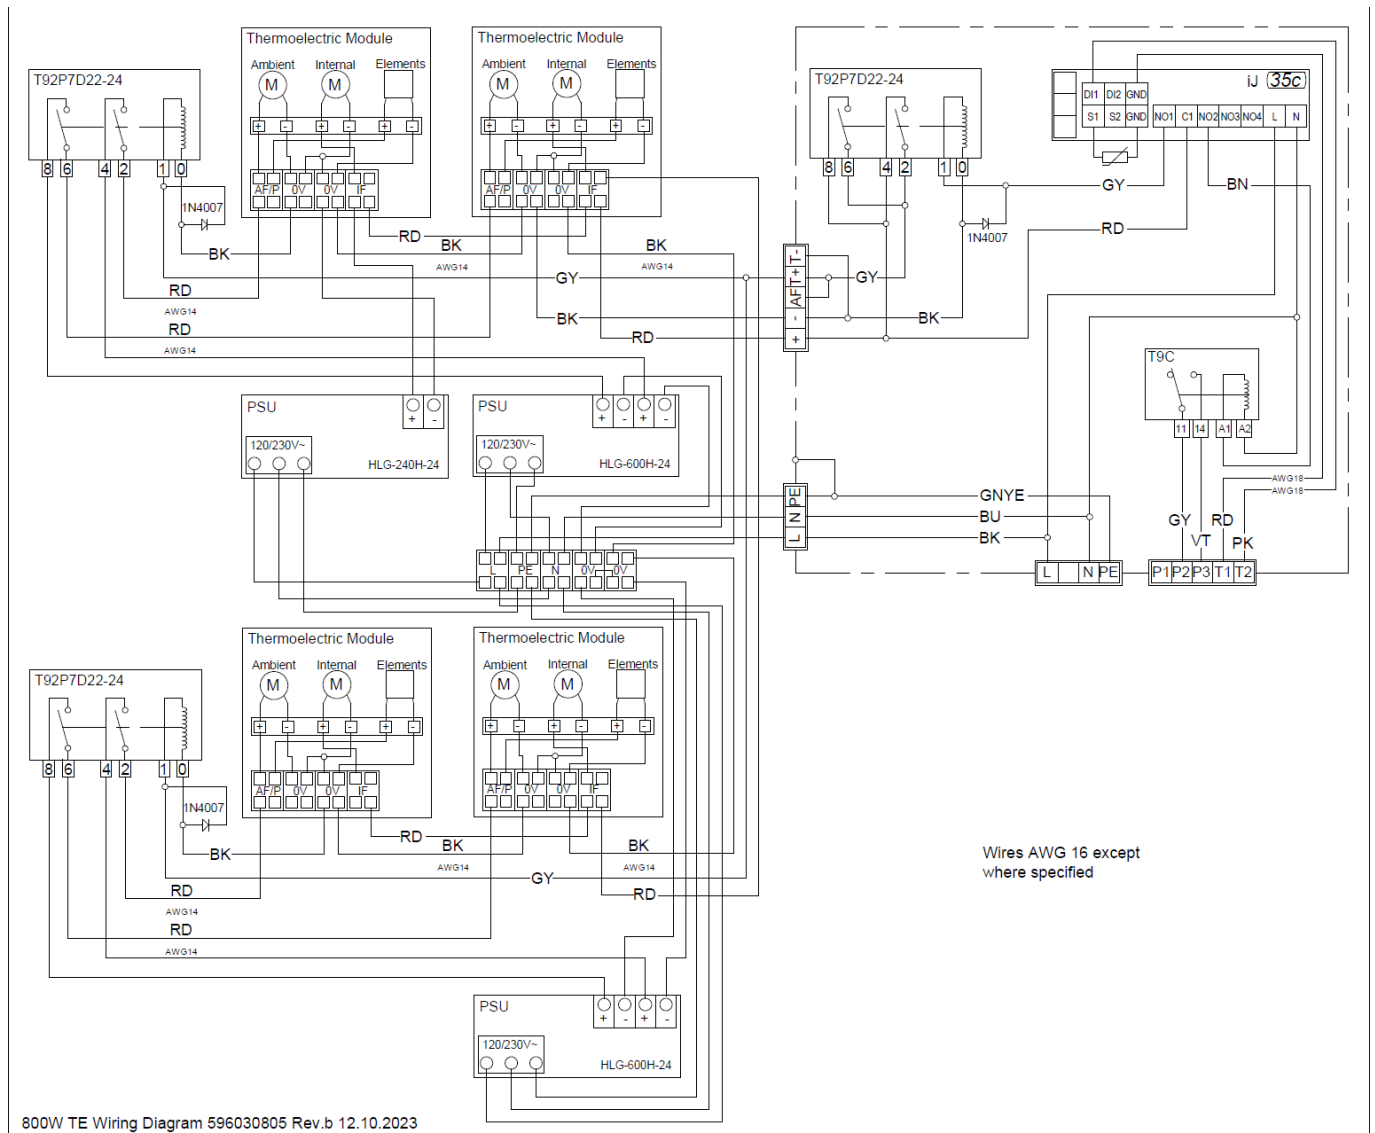 Thermoelectric Module
Ambient Internal Elements
M M
+ - + - + -
AF/P 0V 0V IF
Thermoelectric Module
Ambient Internal Elements
M M
+ - + - + -
AF/P 0V 0V IF
T92P7D22-24
8 6 4 2 1 0
1N4007
BK
RD
AWG14
RD
AWG14
RD
BK
AWG14
BK
AWG14
GY
BK
RD
T92P7D22-24
8 6 4 2 1 0
1N4007
iJ 35c
DI1 DI2 GND
S1 S2 GND NO1 C1 NO2 NO3 NO4 L N
GY
BN
RD
T-
T+
AF
-
+
GY
BK
T9C
11 14 A1 A2
AWG18
AWG18
GY RD
VT PK
PSU
+ -
120/230V~
HLG-240H-24
PSU
+ - + -
120/230V~
HLG-600H-24
PE
N
L
GNYE
BU
BK
L N PE
P1 P2 P3 T1 T2
L PE N 0V 0V
Thermoelectric Module
Ambient Internal Elements
M M
+ - + - + -
AF/P 0V 0V IF
Thermoelectric Module
Ambient Internal Elements
M M
+ - + - + -
AF/P 0V 0V IF
T92P7D22-24
8 6 4 2 1 0
1N4007
BK
RD
AWG14
RD
AWG14
RD
BK
AWG14
BK
AWG14
GY
RD
Wires AWG 16 except
where specified
PSU
+ - + -
120/230V~
HLG-600H-24
800W TE Wiring Diagram 596030805 Rev.b 12.10.2023